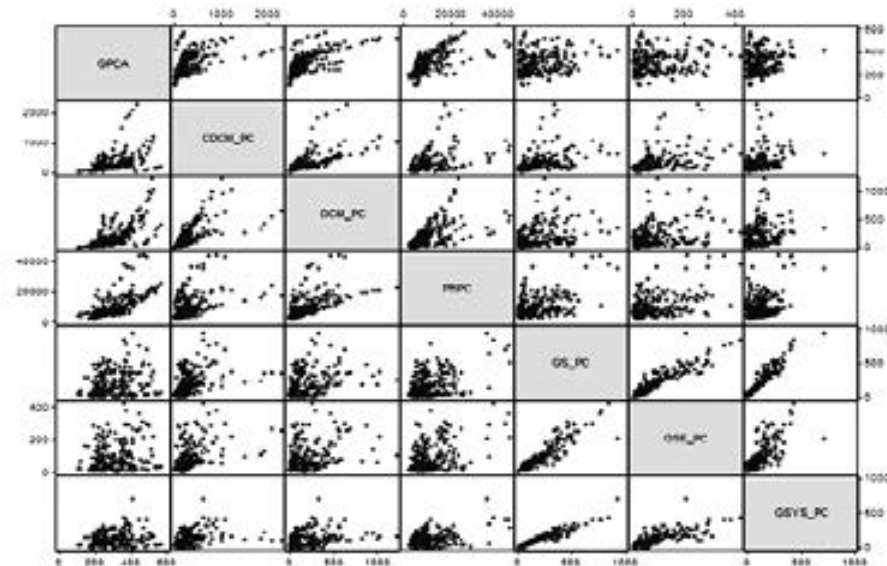 0 1000 2000 0 20000 40000 0 200 400
GPCA 0 200 400 600
2000 1000 0 CDCM_PC
DCM_PC 0 500 1000
40000 20000 0 PRPC
GS_PC 0 500 1000
400 200 0 GSE_PC
GSYS_PC 0 500 1000
0 200 400 600 0 500 1000 0 500 1000 0 500 1000